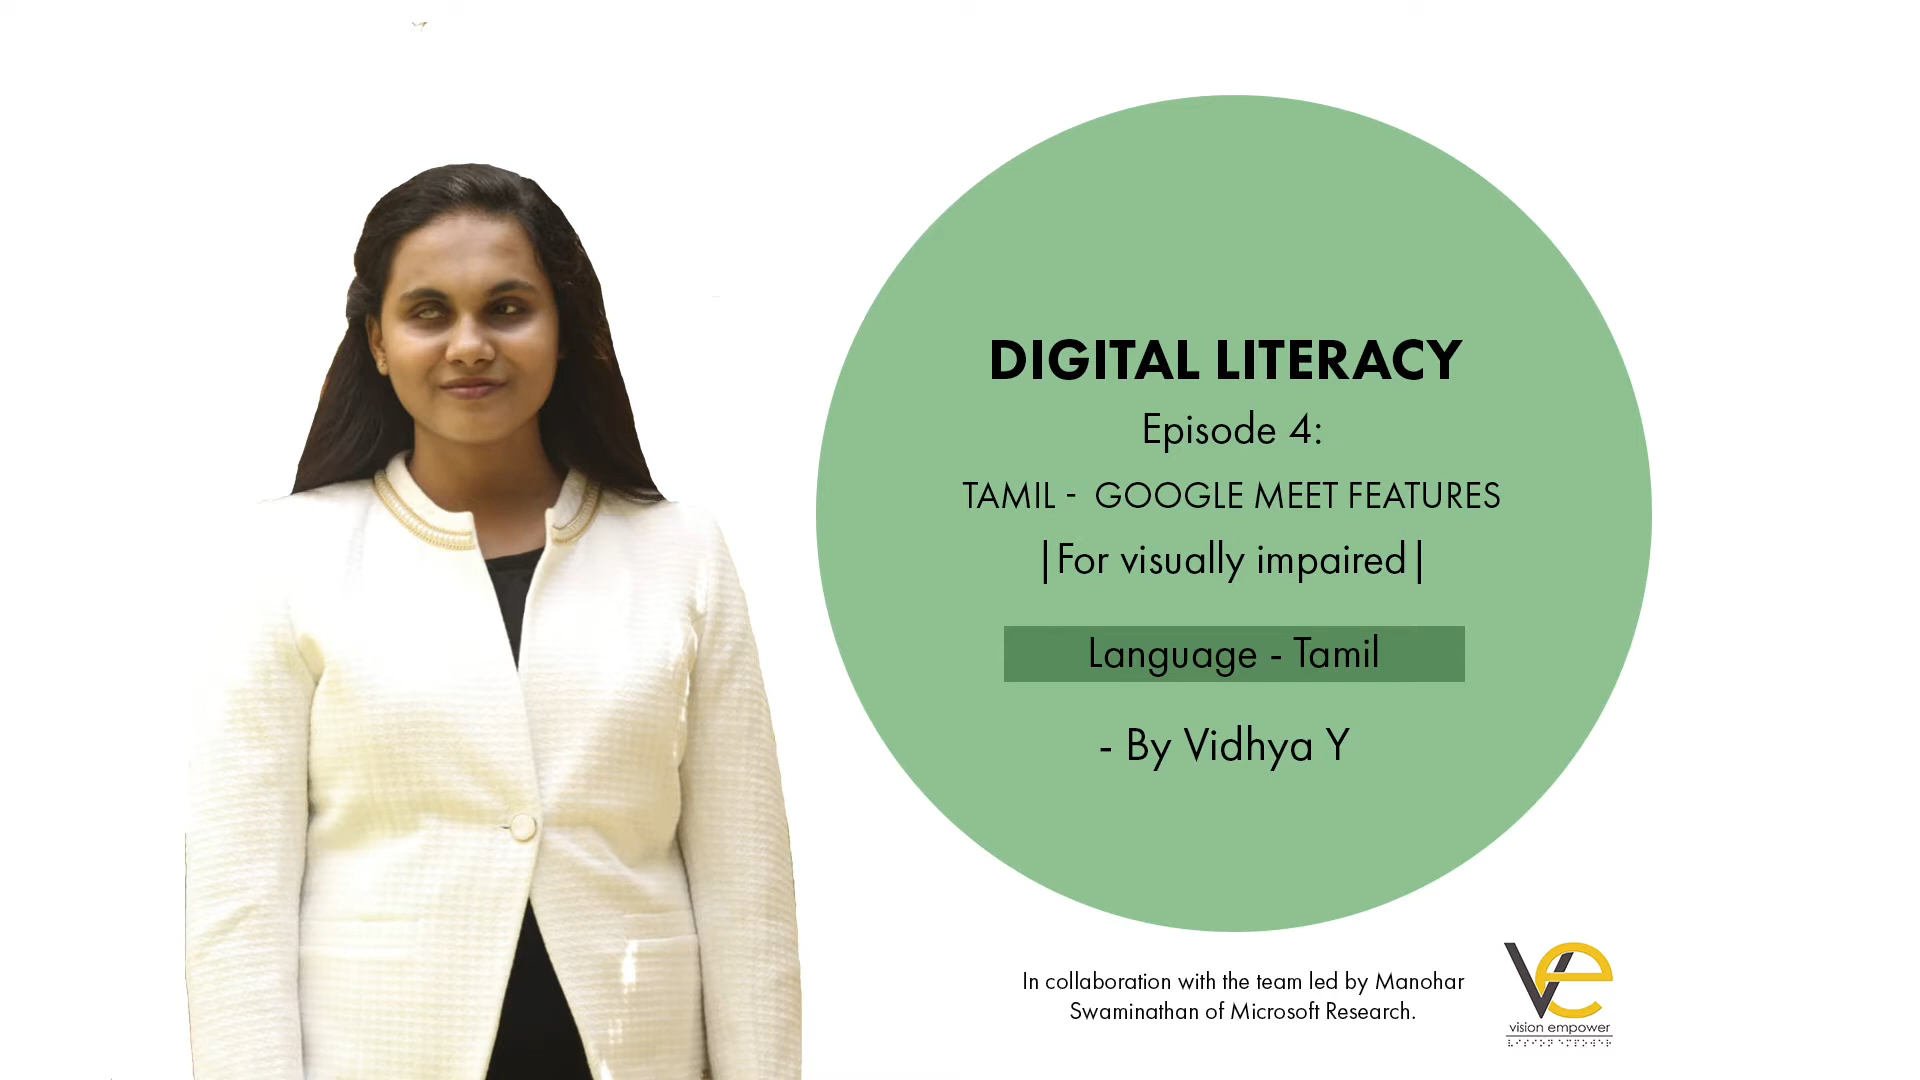 DIGITAL LITERACY
Episode 4:
TAMIL - GOOGLE MEET FEATURES
|For visually impaired|
Language - Tamil
- By Vidhya Y
In collaboration with the team led by Manohar
Swaminathan of Microsoft Research.
ve
vision empower